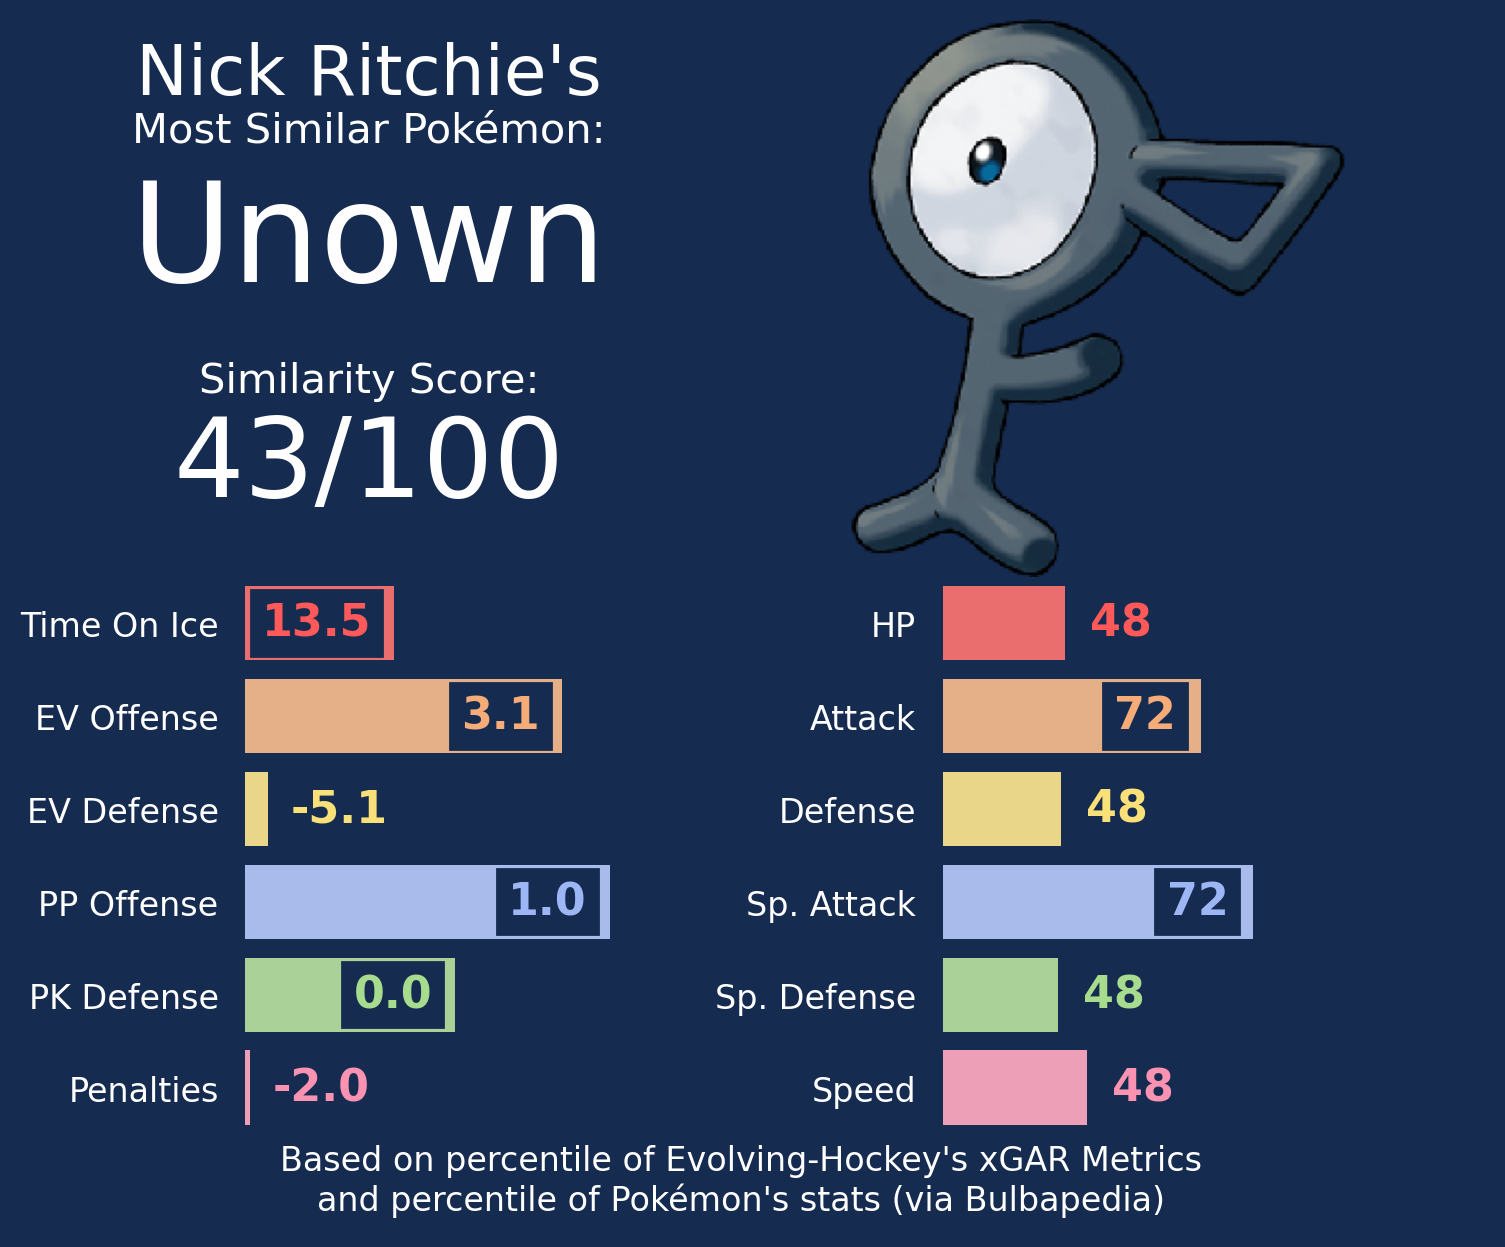 Nick Ritchie's
Most Similar Pokémon:
Unown
Similarity Score:
43/100
Time On Ice 13.5
EV Offense 3.1
EV Defense -5.1
PP Offense 1.0
PK Defense 0.0
Penalties -2.0
HP 48
Attack 72
Defense 48
Sp. Attack 72
Sp. Defense 48
Speed 48
Based on percentile of Evolving-Hockey's xGAR Metrics
and percentile of Pokémon's stats (via Bulbapedia)